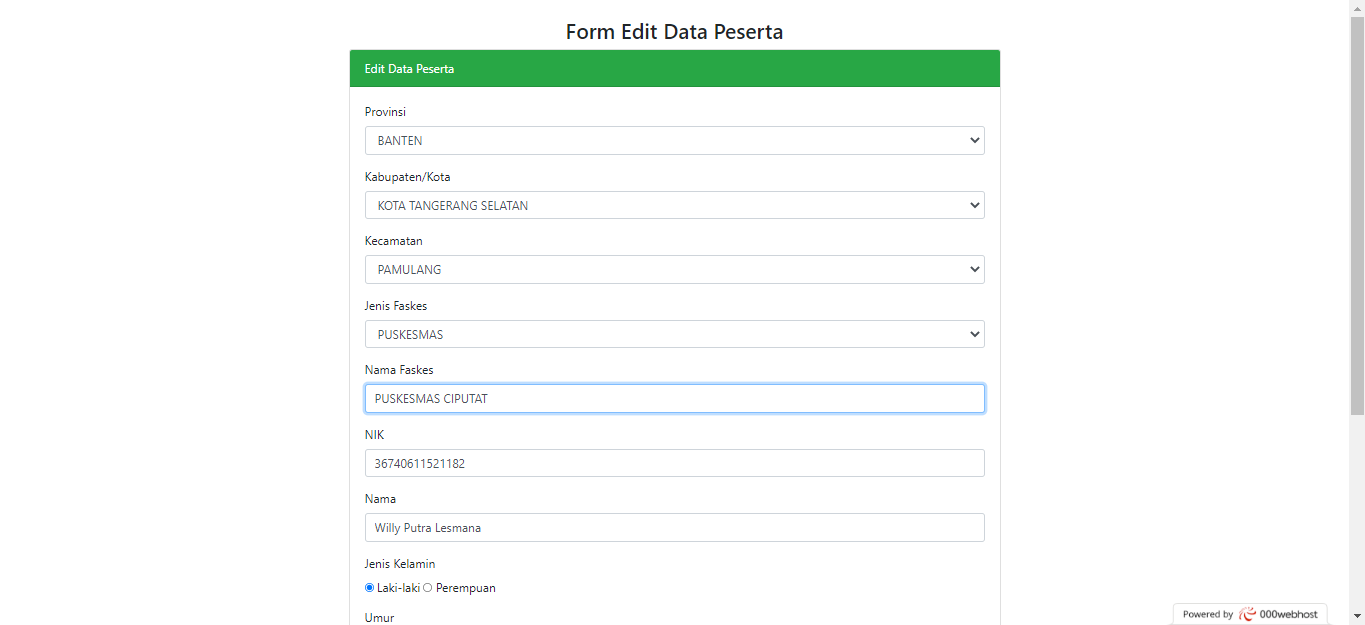 Form Edit Data Peserta
Edit Data Peserta
Provinsi
BANTEN
Kabupaten/Kota
KOTA TANGERANG SELATAN
Kecamatan
PAMULANG
Jenis Faskes
PUSKESMAS
Nama Faskes
PUSKESMAS CIPUTAT
NIK
36740611521182
Nama
Willy Putra Lesmana
Jenis Kelamin
Laki-laki Perempuan
Umur
Powered by 000webhost